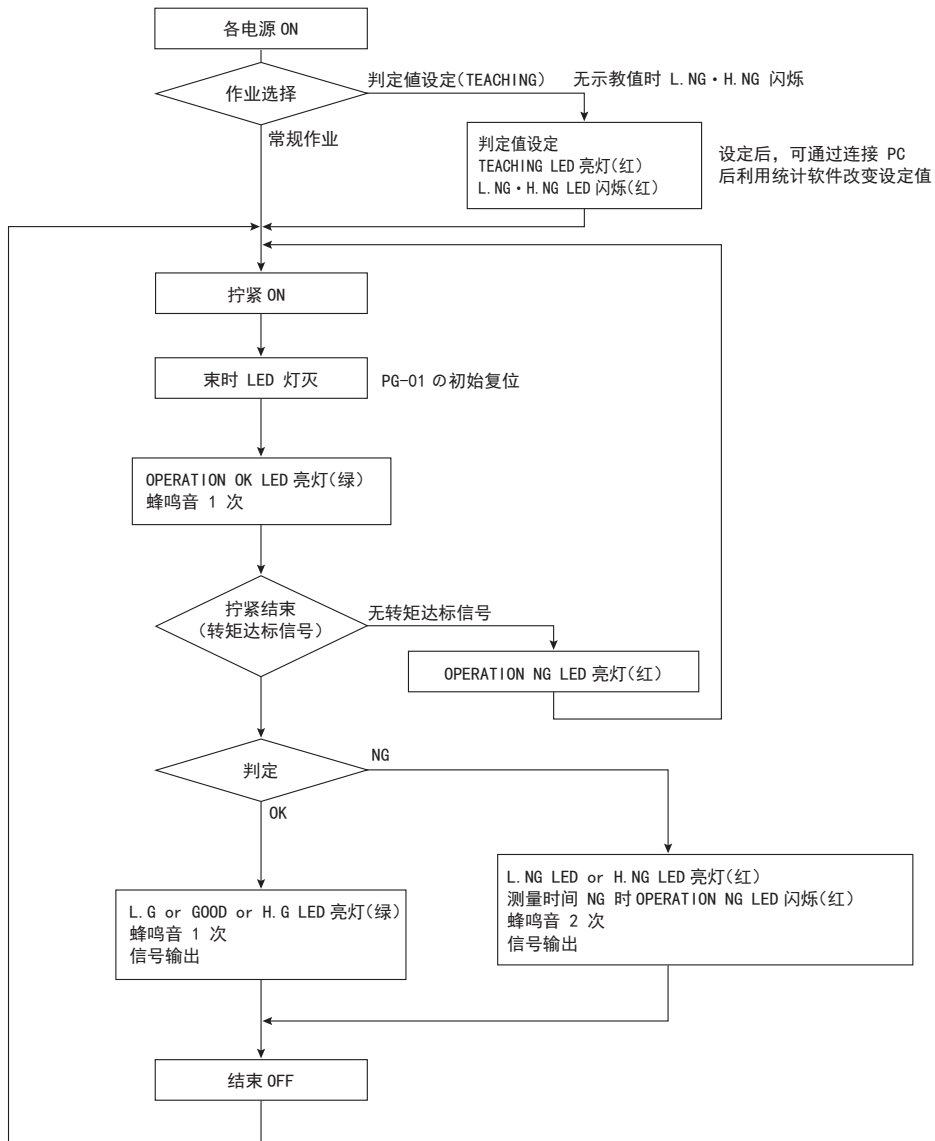 各电源 ON
作业选择
判定値设定(TEACHING)
无示教值时 L.NG・H.NG 闪烁
常规作业
判定值设定
TEACHING LED 亮灯(红)
L.NG・H.NG LED 闪烁(红)
设定后, 可通过连接 PC
后利用统计软件改变设定值
拧紧 ON
束时 LED 灯灭
PG-01 の初始复位
OPERATION OK LED 亮灯(绿)
蜂鸣音 1 次
拧紧结束
(转矩达标信号)
无转矩达标信号
OPERATION NG LED 亮灯(红)
判定
NG
OK
L.NG LED or H.NG LED 亮灯(红)
测量时间 NG 时 OPERATION NG LED 闪烁(红)
蜂鸣音 2 次
信号输出
L.G or GOOD or H.G LED 亮灯(绿)
蜂鸣音 1 次
信号输出
结束 OFF